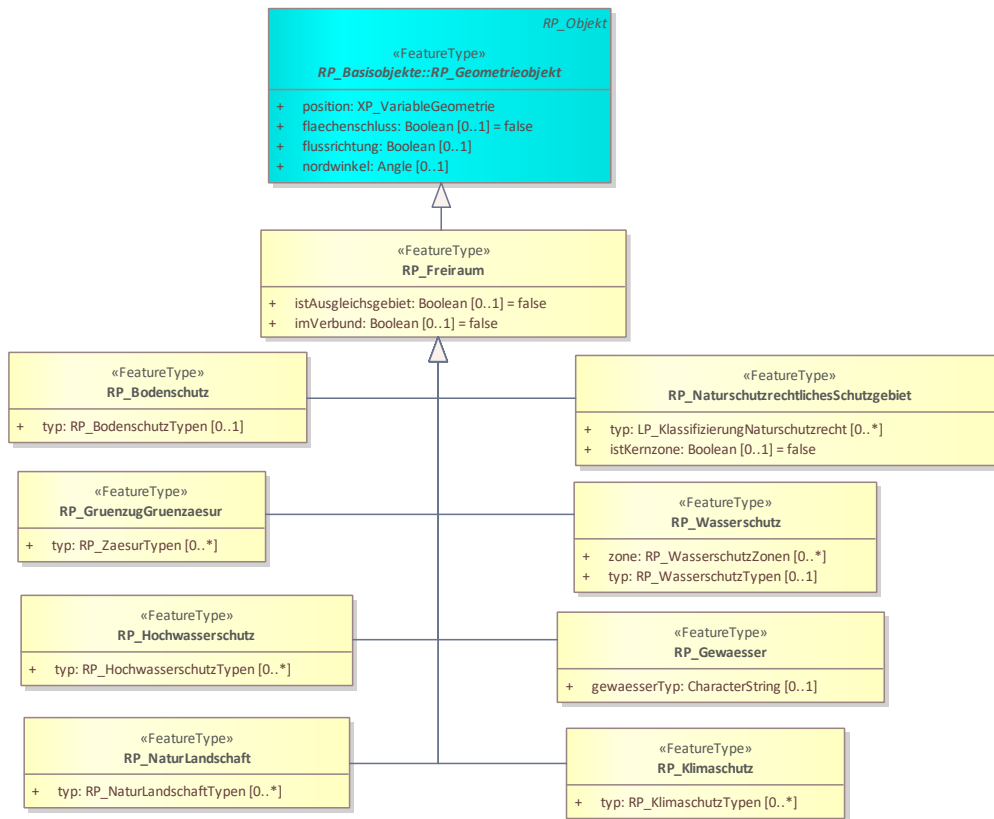 RP_Objekt
«FeatureType»
RP_Basisobjekte::RP_Geometrieobjekt
+ position: XP_VariableGeometrie
+ flaechenschluss: Boolean [0..1] = false
+ flussrichtung: Boolean [0..1]
+ nordwinkel: Angle [0..1]
«FeatureType»
RP_Freiraum
+ istAusgleichsgebiet: Boolean [0..1] = false
+ imVerbund: Boolean [0..1] = false
«FeatureType»
RP_Bodenschutz
+ typ: RP_BodenschutzTypen [0..1]
«FeatureType»
RP_NaturschutzrechtlichesSchutzgebiet
+ typ: LP_KlassifizierungNaturschutzrecht [0..*]
+ istKernzone: Boolean [0..1] = false
«FeatureType»
RP_GruenzugGruenzaesur
+ typ: RP_ZaesurTypen [0..*]
«FeatureType»
RP_Wasserschutz
+ zone: RP_WasserschutzZonen [0..*]
+ typ: RP_WasserschutzTypen [0..1]
«FeatureType»
RP_Hochwasserschutz
+ typ: RP_HochwasserschutzTypen [0..*]
«FeatureType»
RP_Gewaesser
+ gewaesserTyp: CharacterString [0..1]
«FeatureType»
RP_NaturLandschaft
+ typ: RP_NaturLandschaftTypen [0..*]
«FeatureType»
RP_Klimaschutz
+ typ: RP_KlimaschutzTypen [0..*]